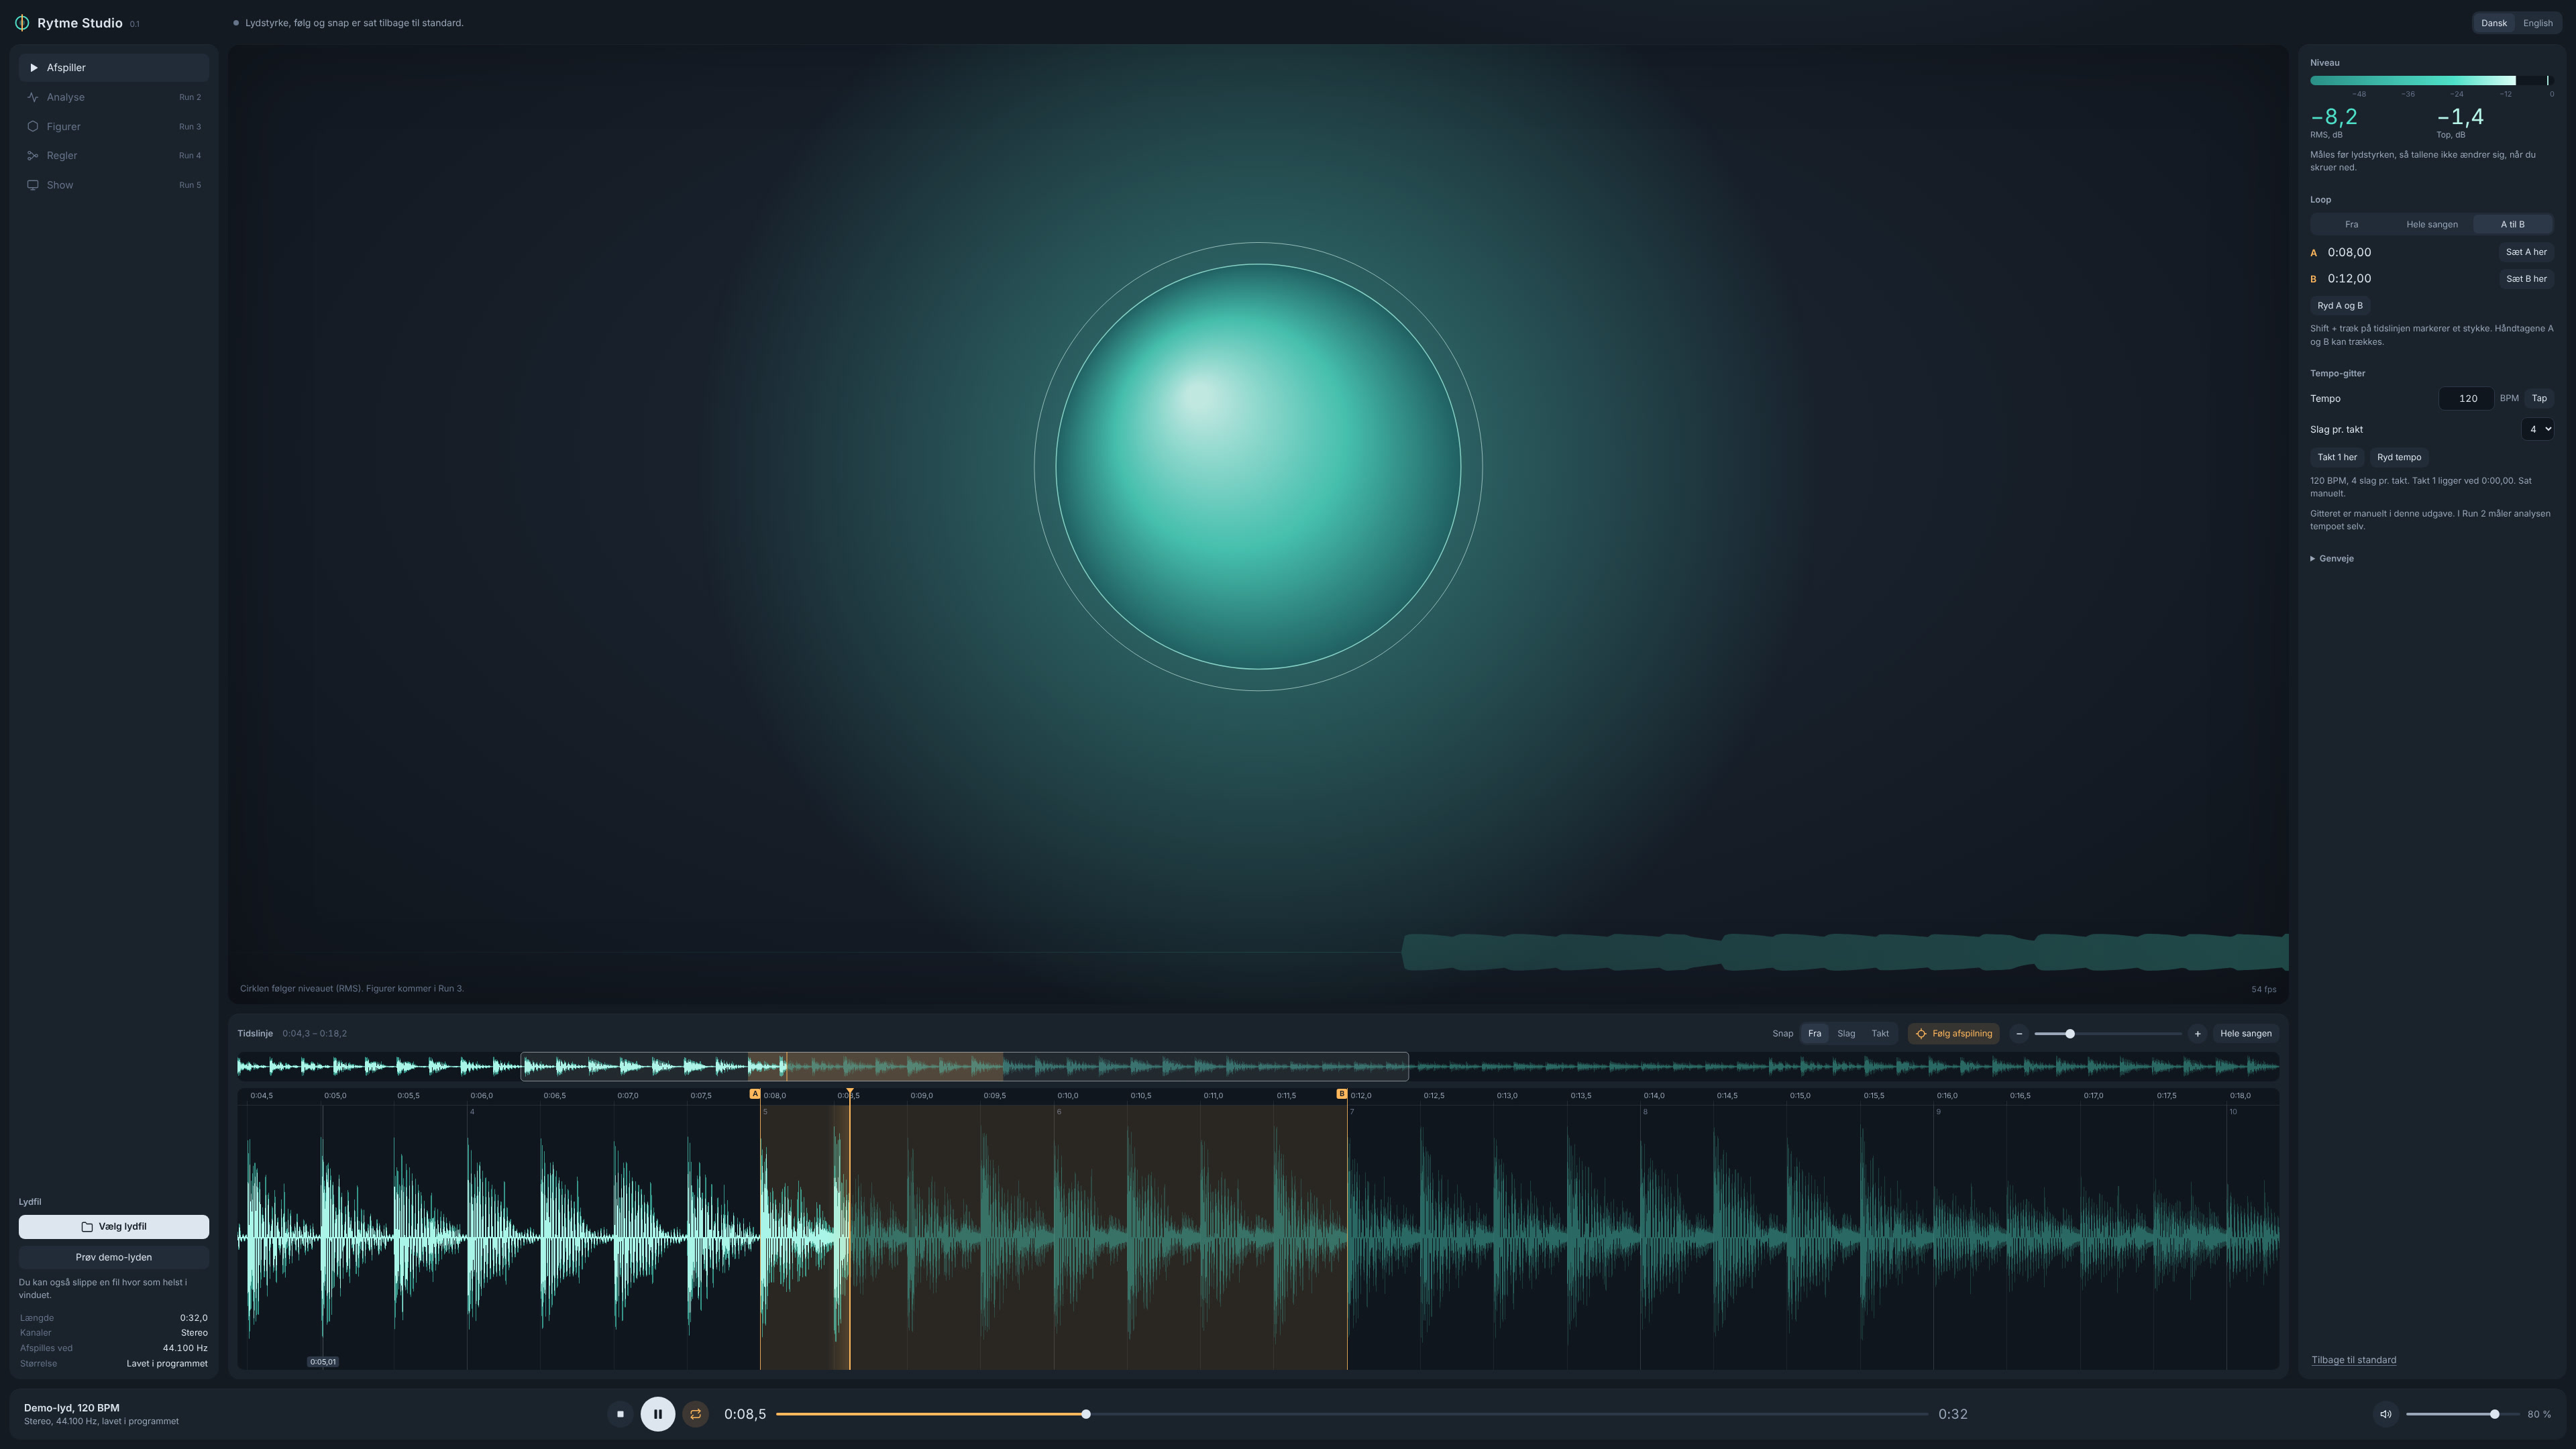 Rytme Studio 0.1
Lydstyrke, følg og snap er sat tilbage til standard.
Dansk English
Afspiller
Analyse Run 2
Figurer Run 3
Regler Run 4
Show Run 5
Lydfil
Vælg lydfil
Prøv demo-lyden
Du kan også slippe en fil hvor som helst i
vinduet.
Længde 0:32,0
Kanaler Stereo
Afspilles ved 44.100 Hz
Størrelse Lavet i programmet
Cirklen følger niveauet (RMS). Figurer kommer i Run 3.
54 fps
Tidslinje 0:04,3 – 0:18,2
Snap Fra Slag Takt Følg afspilning − + Hele sangen
0:04,5 0:05,0 0:05,5 0:06,0 0:06,5 0:07,0 0:07,5 A 0:08,0 0:08,5 0:09,0 0:09,5 0:10,0 0:10,5 0:11,0 0:11,5 B 0:12,0 0:12,5 0:13,0 0:13,5 0:14,0 0:14,5 0:15,0 0:15,5 0:16,0 0:16,5 0:17,0 0:17,5 0:18,0
4 5 6 7 8 9 10
0:05,01
Niveau
−48 −36 −24 −12 0
−8,2 −1,4
RMS, dB Top, dB
Måles før lydstyrken, så tallene ikke ændrer sig, når du
skruer ned.
Loop
Fra Hele sangen A til B
A 0:08,00 Sæt A her
B 0:12,00 Sæt B her
Ryd A og B
Shift + træk på tidslinjen markerer et stykke. Håndtagene A
og B kan trækkes.
Tempo-gitter
Tempo 120 BPM Tap
Slag pr. takt 4
Takt 1 her Ryd tempo
120 BPM, 4 slag pr. takt. Takt 1 ligger ved 0:00,00. Sat
manuelt.
Gitteret er manuelt i denne udgave. I Run 2 måler analysen
tempoet selv.
Genveje
Tilbage til standard
Demo-lyd, 120 BPM
Stereo, 44.100 Hz, lavet i programmet
0:08,5 0:32
80 %